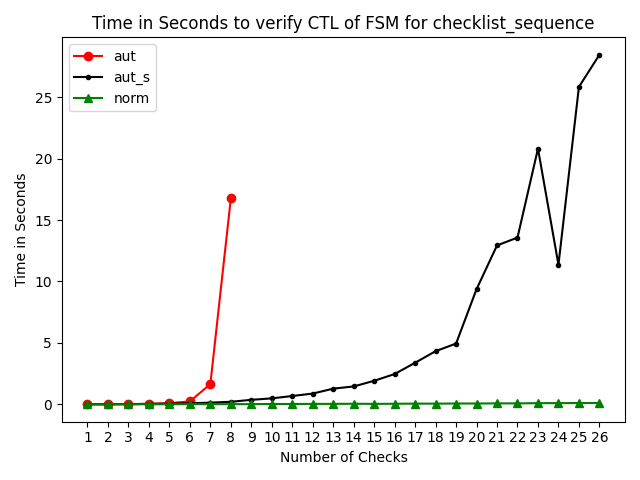 Time in Seconds to verify CTL of FSM for checklist_sequence
aut
aut_s
norm
25
20
15
10
5
0
Time in Seconds
1 2 3 4 5 6 7 8 9 10 11 12 13 14 15 16 17 18 19 20 21 22 23 24 25 26
Number of Checks